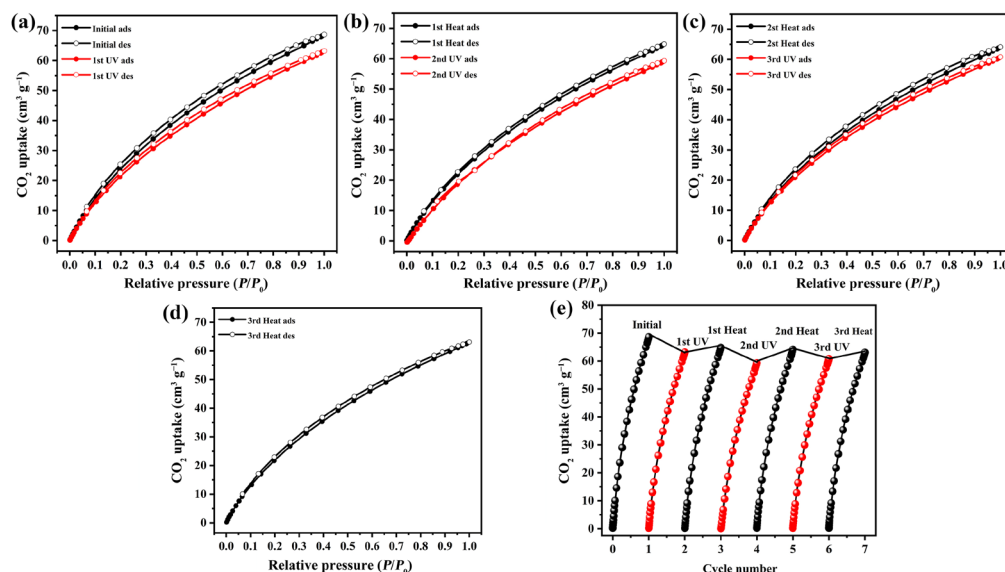 (a)
Initial ads
Initial des
1st UV ads
1st UV des
CO2 uptake (cm3 g−1)
70
60
50
40
30
20
10
0
0.0 0.1 0.2 0.3 0.4 0.5 0.6 0.7 0.8 0.9 1.0
Relative pressure (P/P0)
(b)
1st Heat ads
1st Heat des
2nd UV ads
2nd UV des
CO2 uptake (cm3 g−1)
70
60
50
40
30
20
10
0
0.0 0.1 0.2 0.3 0.4 0.5 0.6 0.7 0.8 0.9 1.0
Relative pressure (P/P0)
(c)
2st Heat ads
2st Heat des
3rd UV ads
3rd UV des
CO2 uptake (cm3 g−1)
70
60
50
40
30
20
10
0
0.0 0.1 0.2 0.3 0.4 0.5 0.6 0.7 0.8 0.9 1.0
Relative pressure (P/P0)
(d)
3rd Heat ads
3rd Heat des
CO2 uptake (cm3 g−1)
70
60
50
40
30
20
10
0
0.0 0.1 0.2 0.3 0.4 0.5 0.6 0.7 0.8 0.9 1.0
Relative pressure (P/P0)
(e)
Initial 1st UV 1st Heat 2nd UV 2nd Heat 3rd UV 3rd Heat
CO2 uptake (cm3 g−1)
80
70
60
50
40
30
20
10
0
0 1 2 3 4 5 6 7
Cycle number